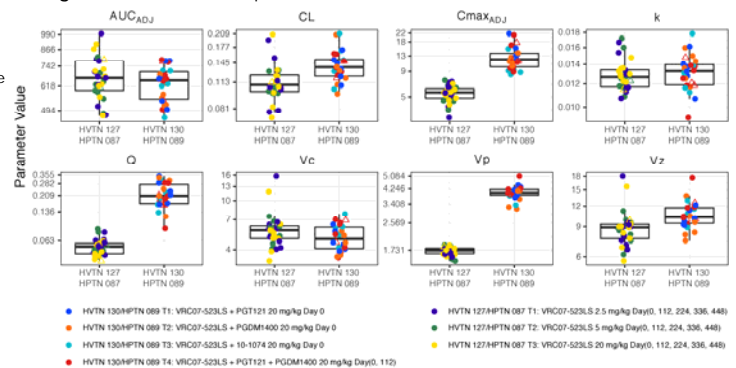 AUC_ADJ CL Cmax_ADJ k
990
866
742
618
494
0.209
0.177
0.145
0.113
0.081
22
18
13
9
5
0.018
0.016
0.014
0.012
0.010
HVTN 127 HVTN 130 HVTN 127 HVTN 130 HVTN 127 HVTN 130 HVTN 127 HVTN 130
HPTN 087 HPTN 089 HPTN 087 HPTN 089 HPTN 087 HPTN 089 HPTN 087 HPTN 089
Parameter Value
Q Vc Vp Vz
0.355
0.282
0.209
0.136
0.063
16
13
10
7
4
5.084
4.246
3.408
2.569
1.731
18
15
12
9
6
HVTN 127 HVTN 130 HVTN 127 HVTN 130 HVTN 127 HVTN 130 HVTN 127 HVTN 130
HPTN 087 HPTN 089 HPTN 087 HPTN 089 HPTN 087 HPTN 089 HPTN 087 HPTN 089
HVTN 130/HPTN 089 T1: VRC07-523LS + PGT121 20 mg/kg Day 0
HVTN 130/HPTN 089 T2: VRC07-523LS + PGDM1400 20 mg/kg Day 0
HVTN 130/HPTN 089 T3: VRC07-523LS + 10-1074 20 mg/kg Day 0
HVTN 130/HPTN 089 T4: VRC07-523LS + PGT121 + PGDM1400 20 mg/kg Day(0, 112)
HVTN 127/HPTN 087 T1: VRC07-523LS 2.5 mg/kg Day(0, 112, 224, 336, 448)
HVTN 127/HPTN 087 T2: VRC07-523LS 5 mg/kg Day(0, 112, 224, 336, 448)
HVTN 127/HPTN 087 T3: VRC07-523LS 20 mg/kg Day(0, 112, 224, 336, 448)